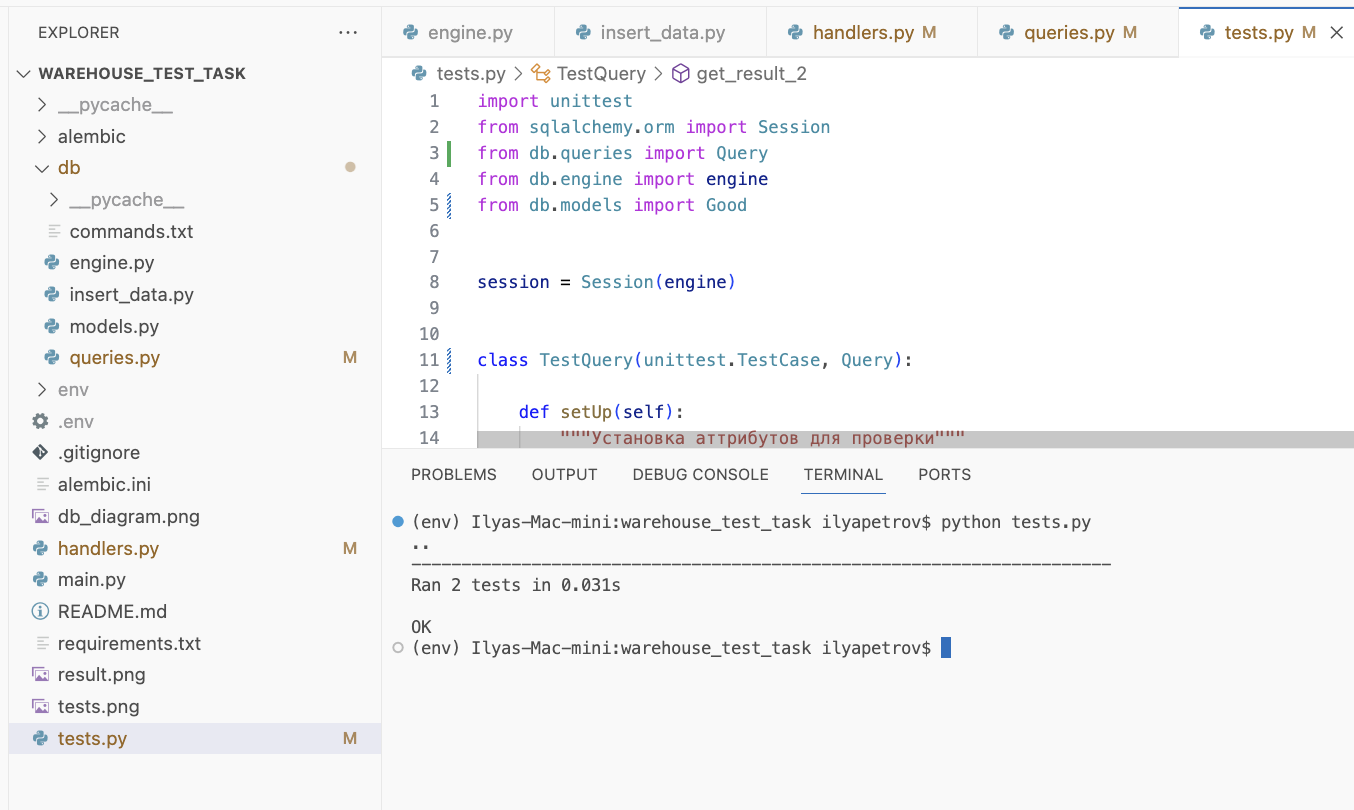 EXPLORER
WAREHOUSE_TEST_TASK
__pycache__
alembic
db
__pycache__
commands.txt
engine.py
insert_data.py
models.py
queries.py M
env
.env
.gitignore
alembic.ini
db_diagram.png
handlers.py M
main.py
README.md
requirements.txt
result.png
tests.png
tests.py M
engine.py insert_data.py handlers.py M queries.py M tests.py M
tests.py > TestQuery > get_result_2
1 import unittest
2 from sqlalchemy.orm import Session
3 from db.queries import Query
4 from db.engine import engine
5 from db.models import Good
6
7
8 session = Session(engine)
9
10
11 class TestQuery(unittest.TestCase, Query):
12
13 def setUp(self):
14 """Установка аттрибутов для проверки"""
PROBLEMS OUTPUT DEBUG CONSOLE TERMINAL PORTS
(env) Ilyas-Mac-mini:warehouse_test_task ilyapetrov$ python tests.py
..
----------------------------------------------------------------------
Ran 2 tests in 0.031s
OK
(env) Ilyas-Mac-mini:warehouse_test_task ilyapetrov$